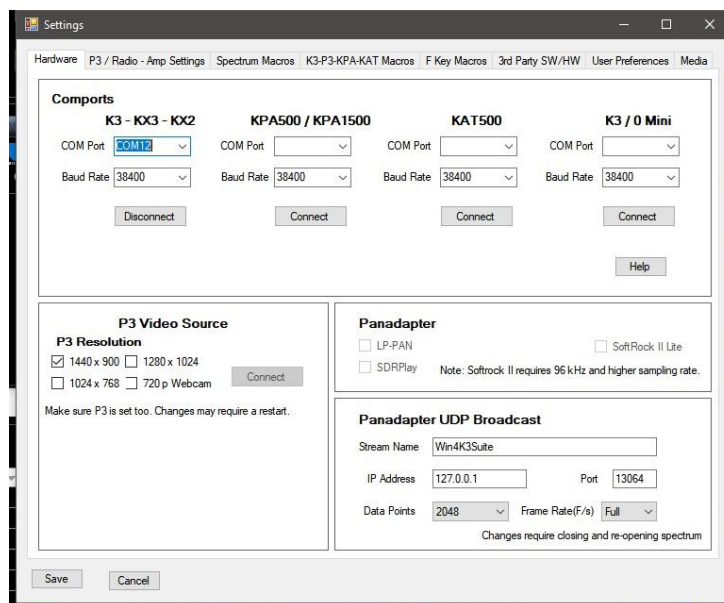 Settings
Hardware P3 / Radio - Amp Settings Spectrum Macros K3-P3-KPA-KAT Macros F Key Macros 3rd Party SW/HW User Preferences Media
Comports
K3 - KX3 - KX2 KPA500 / KPA1500 KAT500 K3 / 0 Mini
COM Port COM12 COM Port COM Port COM Port
Baud Rate 38400 Baud Rate 38400 Baud Rate 38400 Baud Rate 38400
Disconnect Connect Connect Connect
Help
P3 Video Source
P3 Resolution
1440 x 900 1280 x 1024
1024 x 768 720 p Webcam Connect
Make sure P3 is set too. Changes may require a restart.
Panadapter
LP-PAN SoftRock II Lite
SDRPlay Note: Softrock II requires 96 kHz and higher sampling rate.
Panadapter UDP Broadcast
Stream Name Win4K3Suite
IP Address 127.0.0.1 Port 13064
Data Points 2048 Frame Rate(F/s) Full
Changes require closing and re-opening spectrum
Save Cancel